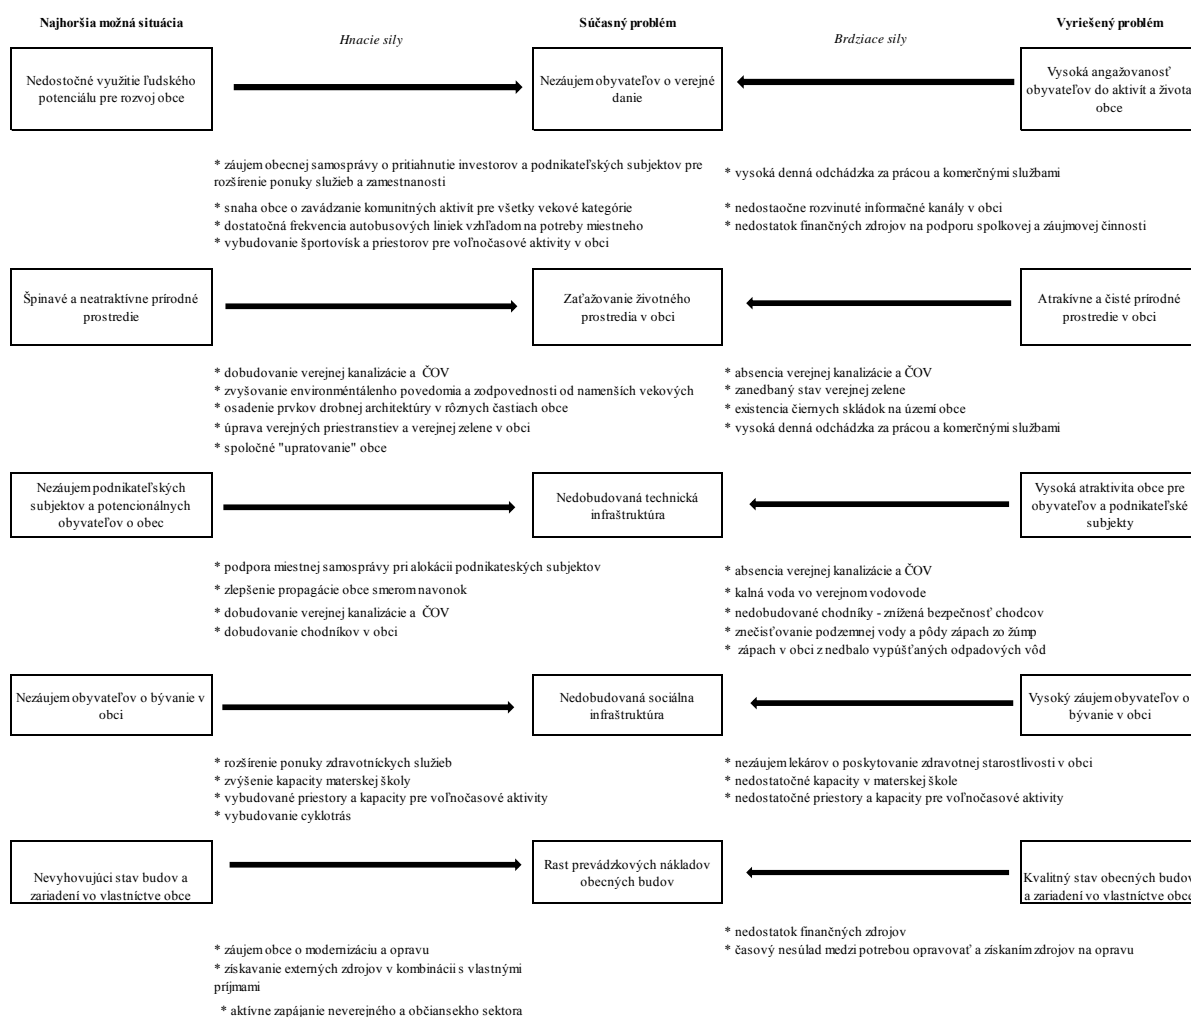 Najhoršia možná situácia
Súčasný problém
Vyriešený problém
Hnacie sily
Brdziace sily
Nedostočné využitie ľudského
potenciálu pre rozvoj obce
Nezáujem obyvateľov o verejné
danie
Vysoká angažovanosť
obyvateľov do aktivít a života
obce
* záujem obecnej samosprávy o pritiahnutie investorov a podnikateľských subjektov pre
rozšírenie ponuky služieb a zamestnanosti
* snaha obce o zavádzanie komunitných aktivít pre všetky vekové kategórie
* dostatočná frekvencia autobusových liniek vzhľadom na potreby miestneho
* vybudovanie športovísk a priestorov pre voľnočasové aktivity v obci
* vysoká denná odchádzka za prácou a komerčnými službami
* nedostaočne rozvinuté informačné kanály v obci
* nedostatok finančných zdrojov na podporu spolkovej a záujmovej činnosti
Špinavé a neatraktívne prírodné
prostredie
Zaťažovanie životného
prostredia v obci
Atrakívne a čisté prírodné
prostredie v obci
* dobudovanie verejnej kanalizácie a ČOV
* zvyšovanie environméntálenho povedomia a zodpovednosti od namenších vekových
* osadenie prvkov drobnej architektúry v rôznych častiach obce
* úprava verejných priestranstiev a verejnej zelene v obci
* spoločné "upratovanie" obce
* absencia verejnej kanalizácie a ČOV
* zanedbaný stav verejnej zelene
* existencia čiernych skládok na území obce
* vysoká denná odchádzka za prácou a komerčnými službami
Nezáujem podnikateľských
subjektov a potencionálnych
obyvateľov o obec
Nedobudovaná technická
infraštruktúra
Vysoká atraktivita obce pre
obyvateľov a podnikateľské
subjekty
* podpora miestnej samosprávy pri alokácii podnikateských subjektov
* zlepšenie propagácie obce smerom navonok
* dobudovanie verejnej kanalizácie a ČOV
* dobudovanie chodníkov v obci
* absencia verejnej kanalizácie a ČOV
* kalná voda vo verejnom vodovode
* nedobudované chodníky - znížená bezpečnosť chodcov
* znečisťovanie podzemnej vody a pôdy zápach zo žúmp
* zápach v obci z nedbalo vypúšťaných odpadových vôd
Nezáujem obyvateľov o bývanie v
obci
Nedobudovaná sociálna
infraštruktúra
Vysoký záujem obyvateľov o
bývanie v obci
* rozšírenie ponuky zdravotníckych služieb
* zvýšenie kapacity materskej školy
* vybudované priestory a kapacity pre voľnočasové aktivity
* vybudovanie cyklotrás
* nezáujem lekárov o poskytovanie zdravotnej starostlivosti v obci
* nedostatočné kapacity v materskej škole
* nedostatočné priestory a kapacity pre voľnočasové aktivity
Nevyhovujúci stav budov a
zariadení vo vlastníctve obce
Rast prevádzkových nákladov
obecných budov
Kvalitný stav obecných budov
a zariadení vo vlastníctve obce
* záujem obce o modernizáciu a opravu
* získavanie externých zdrojov v kombinácii s vlastnými
príjmami
* aktívne zapájanie neverejného a občiansekho sektora
* nedostatok finančných zdrojov
* časový nesúlad medzi potrebou opravovať a získaním zdrojov na opravu